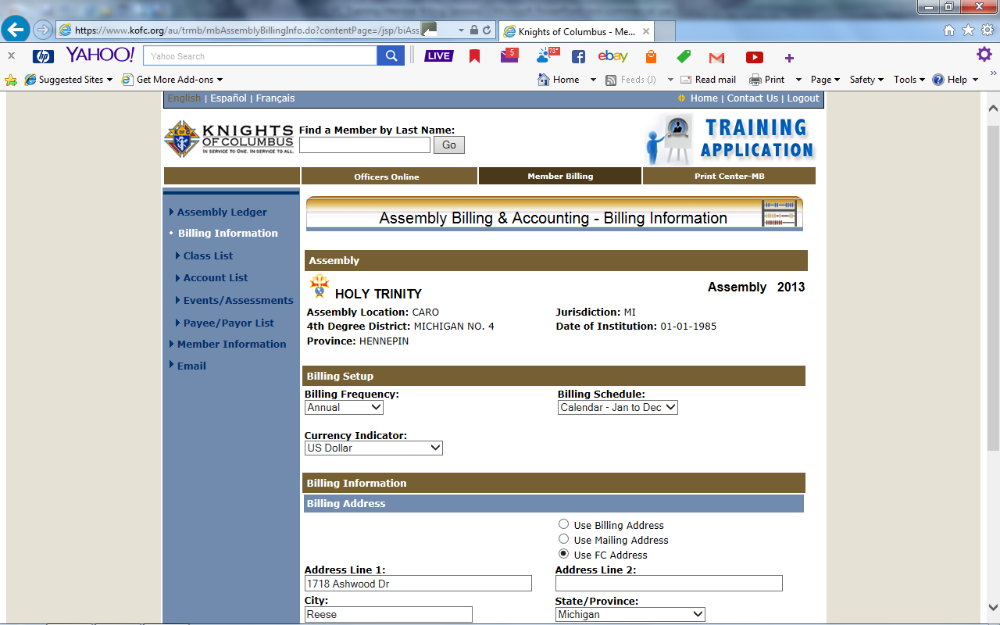 https://www.kofc.org/au/trmb/mbAssemblyBillingInfo.do?contentPage=/jsp/biAss
Knights of Columbus - Me...
YAHOO! Yahoo Search LIVE 5 73* ebay
Suggested Sites Get More Add-ons Home Feeds (J) Read mail Print Page Safety Tools Help
English | Español | Français Home | Contact Us | Logout
KNIGHTS OF COLUMBUS
IN SERVICE TO ONE. IN SERVICE TO ALL.
Find a Member by Last Name:
Go
TRAINING
APPLICATION
Officers Online Member Billing Print Center-MB
Assembly Ledger
Billing Information
Class List
Account List
Events/Assessments
Payee/Payor List
Member Information
Email
Assembly Billing & Accounting - Billing Information
Assembly
HOLY TRINITY Assembly 2013
Assembly Location: CARO Jurisdiction: MI
4th Degree District: MICHIGAN NO. 4 Date of Institution: 01-01-1985
Province: HENNEPIN
Billing Setup
Billing Frequency: Billing Schedule:
Annual Calendar - Jan to Dec
Currency Indicator:
US Dollar
Billing Information
Billing Address
Use Billing Address
Use Mailing Address
Use FC Address
Address Line 1: Address Line 2:
1718 Ashwood Dr
City: State/Province:
Reese Michigan